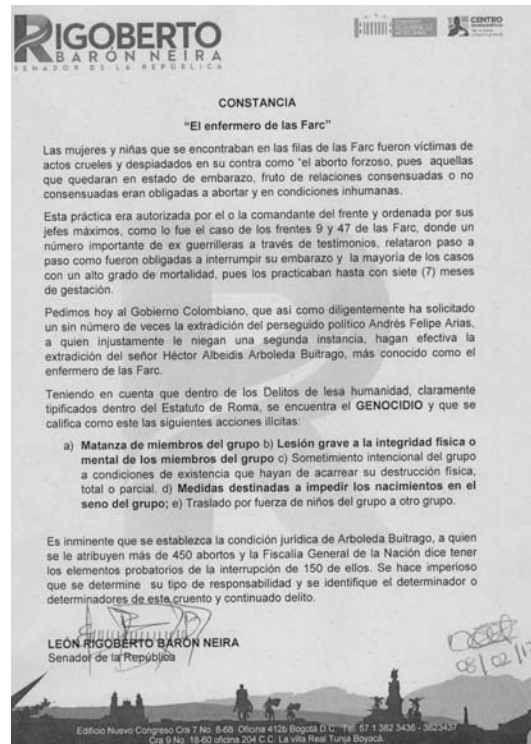 RIGOBERTO
BARÓN NEIRA
SENADOR DE LA REPÚBLICA
CENTRO
CONSTANCIA
"El enfermero de las Farc"
Las mujeres y niñas que se encontraban en las filas de las Farc fueron víctimas de
actos crueles y despiadados en su contra como "el aborto forzoso, pues aquellas
que quedaran en estado de embarazo, fruto de relaciones consensuadas o no
consensuadas eran obligadas a abortar y en condiciones inhumanas.
Esta práctica era autorizada por el o la comandante del frente y ordenada por sus
jefes máximos, como lo fue el caso de los frentes 9 y 47 de las Farc, donde un
número importante de ex guerrilleras a través de testimonios, relataron paso a
paso como fueron obligadas a interrumpir su embarazo y la mayoría de los casos
con un alto grado de mortalidad, pues los practicaban hasta con siete (7) meses
de gestación.
Pedimos hoy al Gobierno Colombiano, que así como diligentemente ha solicitado
un sin número de veces la extradición del perseguido político Andrés Felipe Arias,
a quien injustamente le niegan una segunda instancia, hagan efectiva la
extradición del señor Héctor Albeidis Arboleda Buitrago, más conocido como el
enfermero de las Farc.
Teniendo en cuenta que dentro de los Delitos de lesa humanidad, claramente
tipificados dentro del Estatuto de Roma, se encuentra el GENOCIDIO y que se
califica como este las siguientes acciones ilícitas:
a) Matanza de miembros del grupo b) Lesión grave a la integridad física o
mental de los miembros del grupo c) Sometimiento intencional del grupo
a condiciones de existencia que hayan de acarrear su destrucción física,
total o parcial. d) Medidas destinadas a impedir los nacimientos en el
seno del grupo; e) Traslado por fuerza de niños del grupo a otro grupo.
Es inminente que se establezca la condición jurídica de Arboleda Buitrago, a quien
se le atribuyen más de 450 abortos y la Fiscalía General de la Nación dice tener
los elementos probatorios de la interrupción de 150 de ellos. Se hace imperioso
que se determine su tipo de responsabilidad y se identifique el determinador o
determinadores de este cruento y continuado delito.
LEÓN RIGOBERTO BARÓN NEIRA
Senador de la República
08/02/17
Edificio Nuevo Congreso Cra 7 No. 8-68 Oficina 412b Bogotá D.C. Tel. 57 1 382 3436 - 3823437
Cra 9 No. 18-60 oficina 204 C.C. La villa Real Tunja Boyacá.